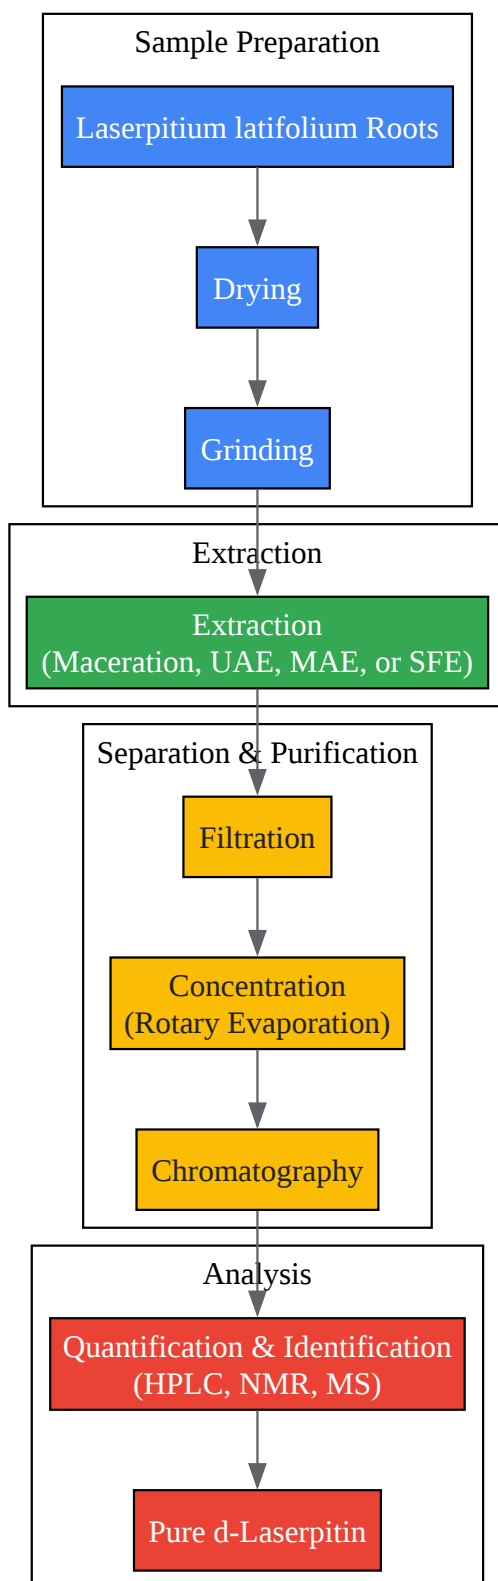 Sample Preparation
Laserpitium latifolium Roots
Drying
Grinding
Extraction
Extraction
(Maceration, UAE, MAE, or SFE)
Separation & Purification
Filtration
Concentration
(Rotary Evaporation)
Chromatography
Analysis
Quantification & Identification
(HPLC, NMR, MS)
Pure d-Laserpitin